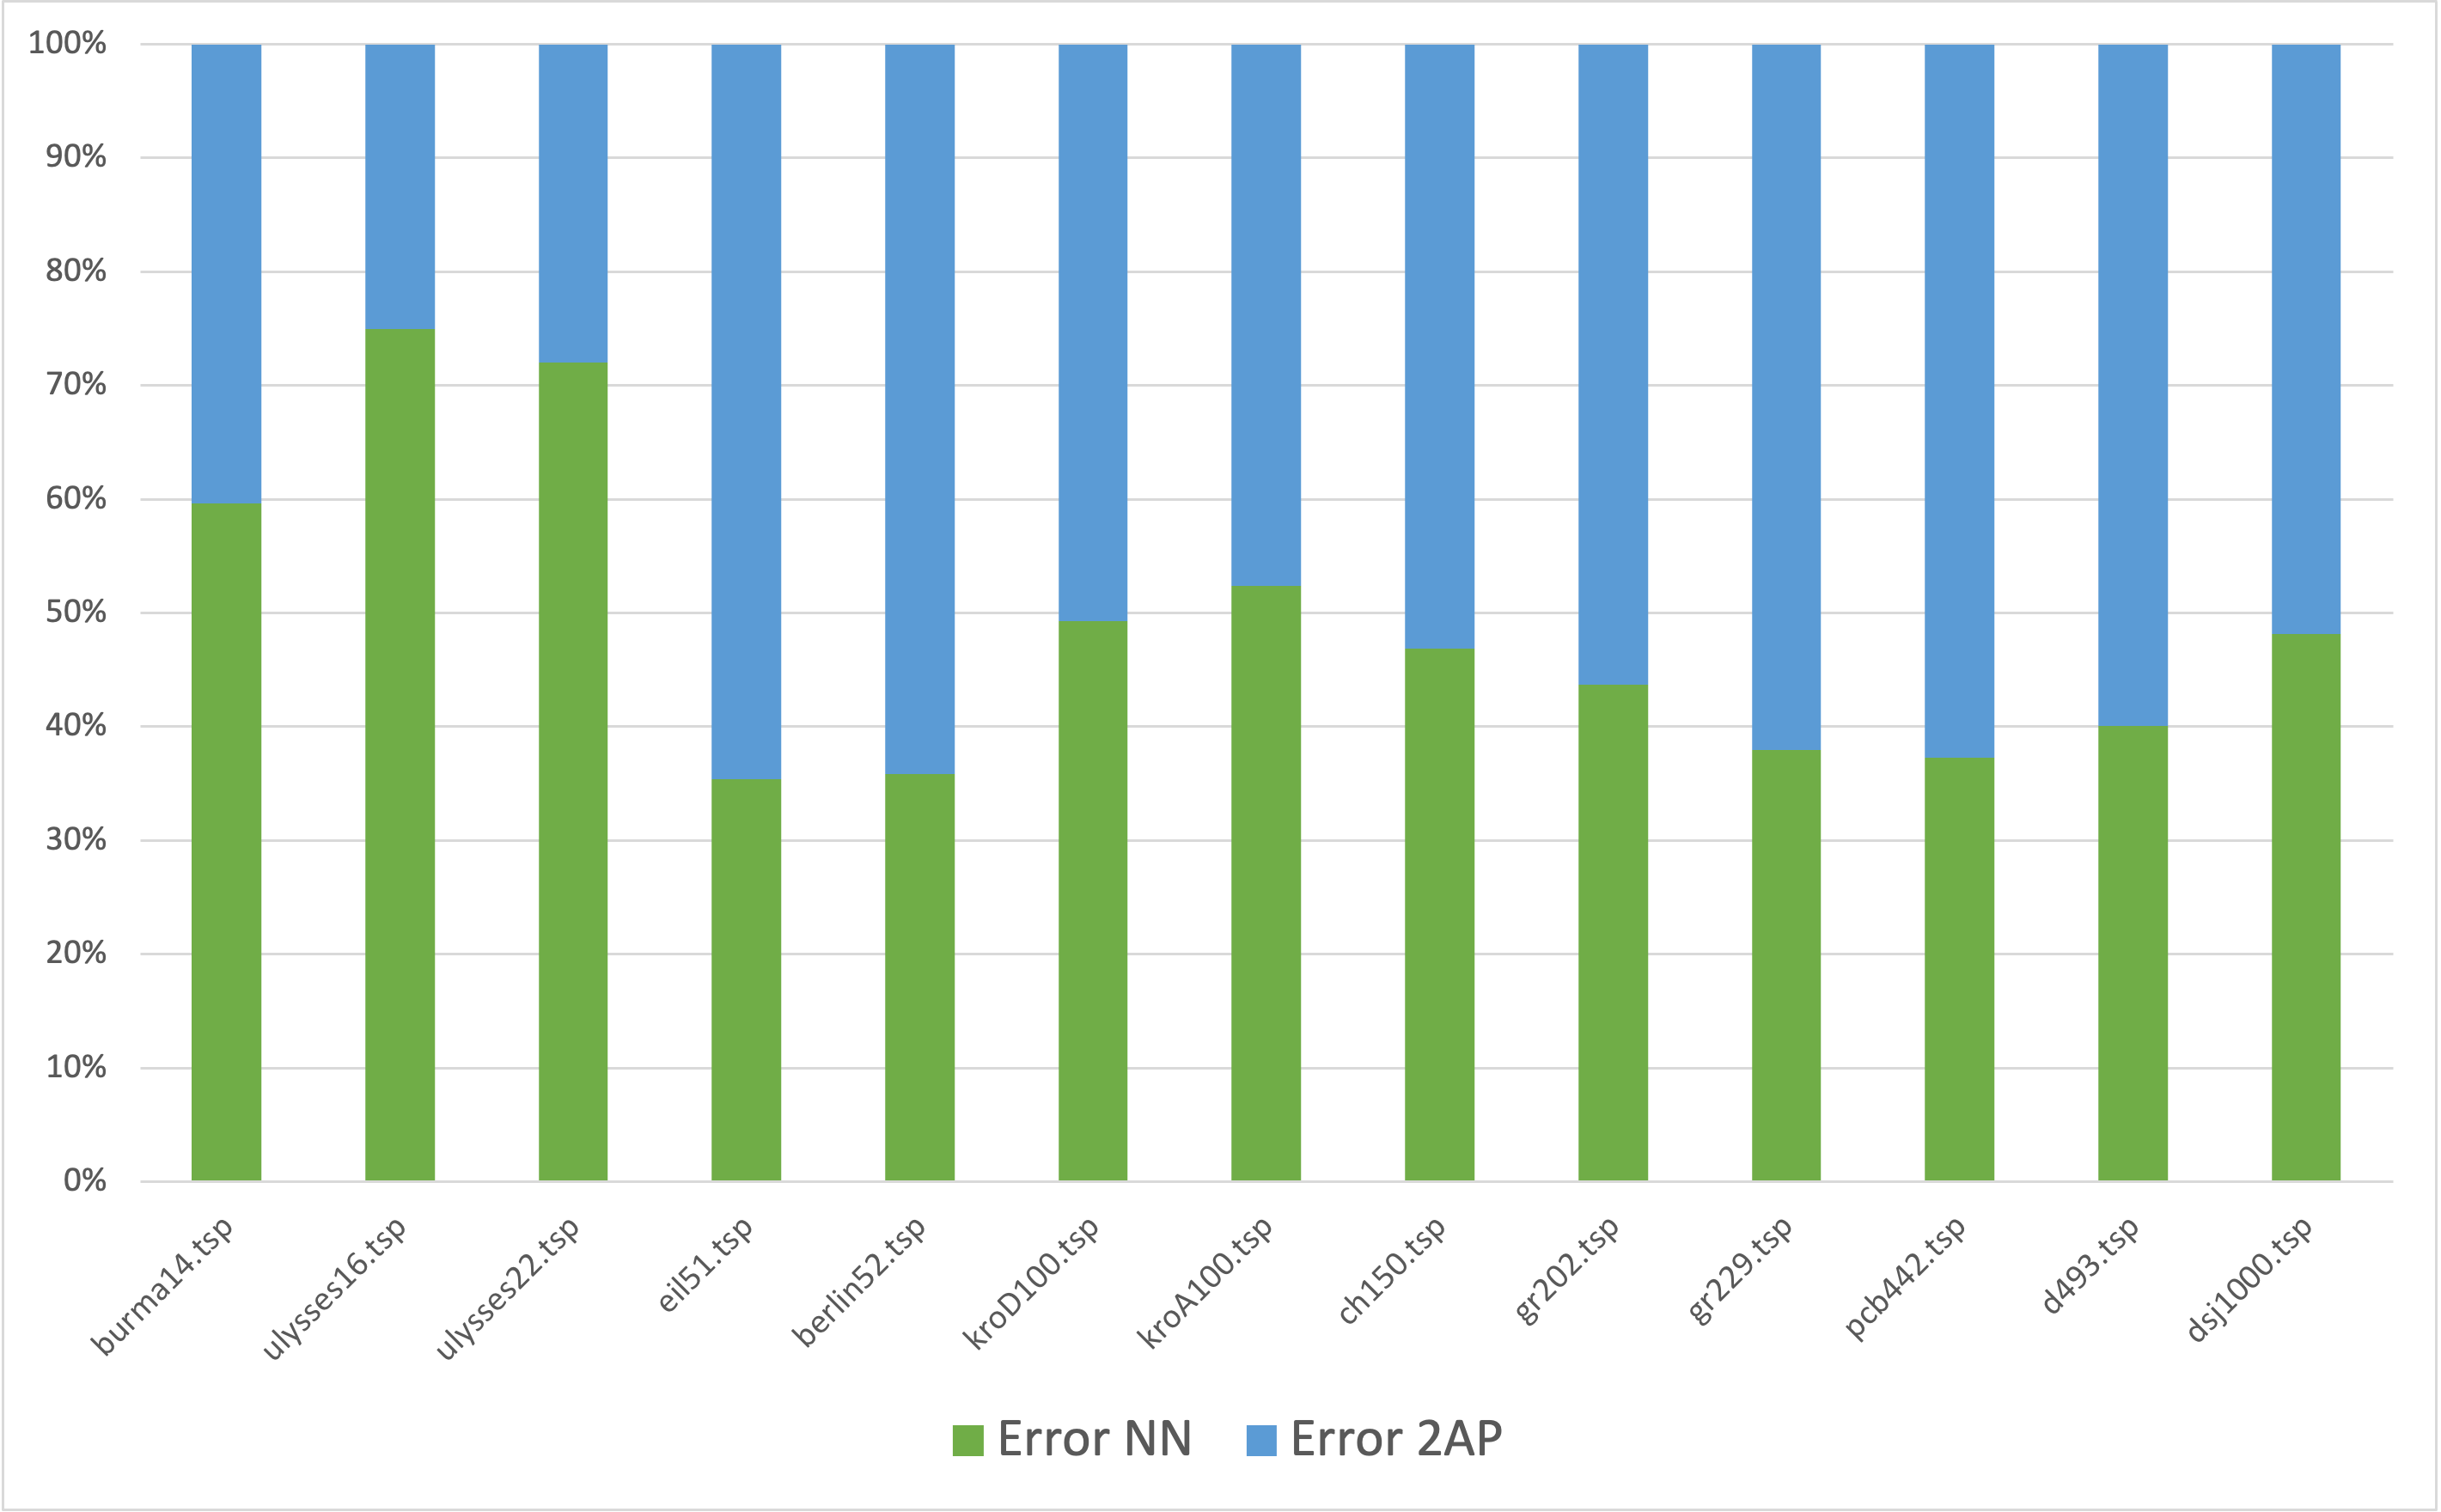 100%
90%
80%
70%
60%
50%
40%
30%
20%
10%
0%
burma14.tsp
ulysses16.tsp
ulysses22.tsp
eil51.tsp
berlin52.tsp
kroD100.tsp
kroA100.tsp
ch150.tsp
gr202.tsp
gr229.tsp
pcb442.tsp
d493.tsp
dsj1000.tsp
Error NN
Error 2AP